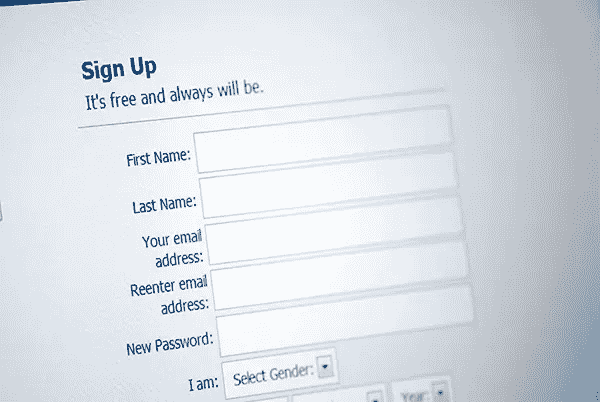 Sign Up
It's free and always will be.
First Name:
Last Name:
Your email
address:
Reenter email
address:
New Password:
I am: Select Gender:
Year: